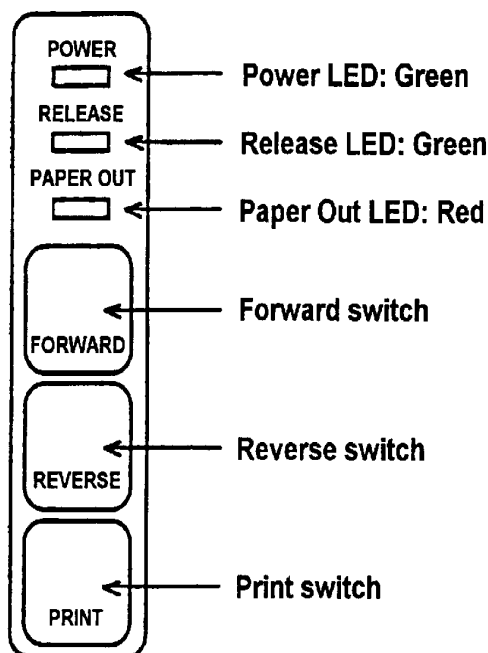 POWER
Power LED: Green
RELEASE
Release LED: Green
PAPER OUT
Paper Out LED: Red
Forward switch
FORWARD
Reverse switch
REVERSE
Print switch
PRINT